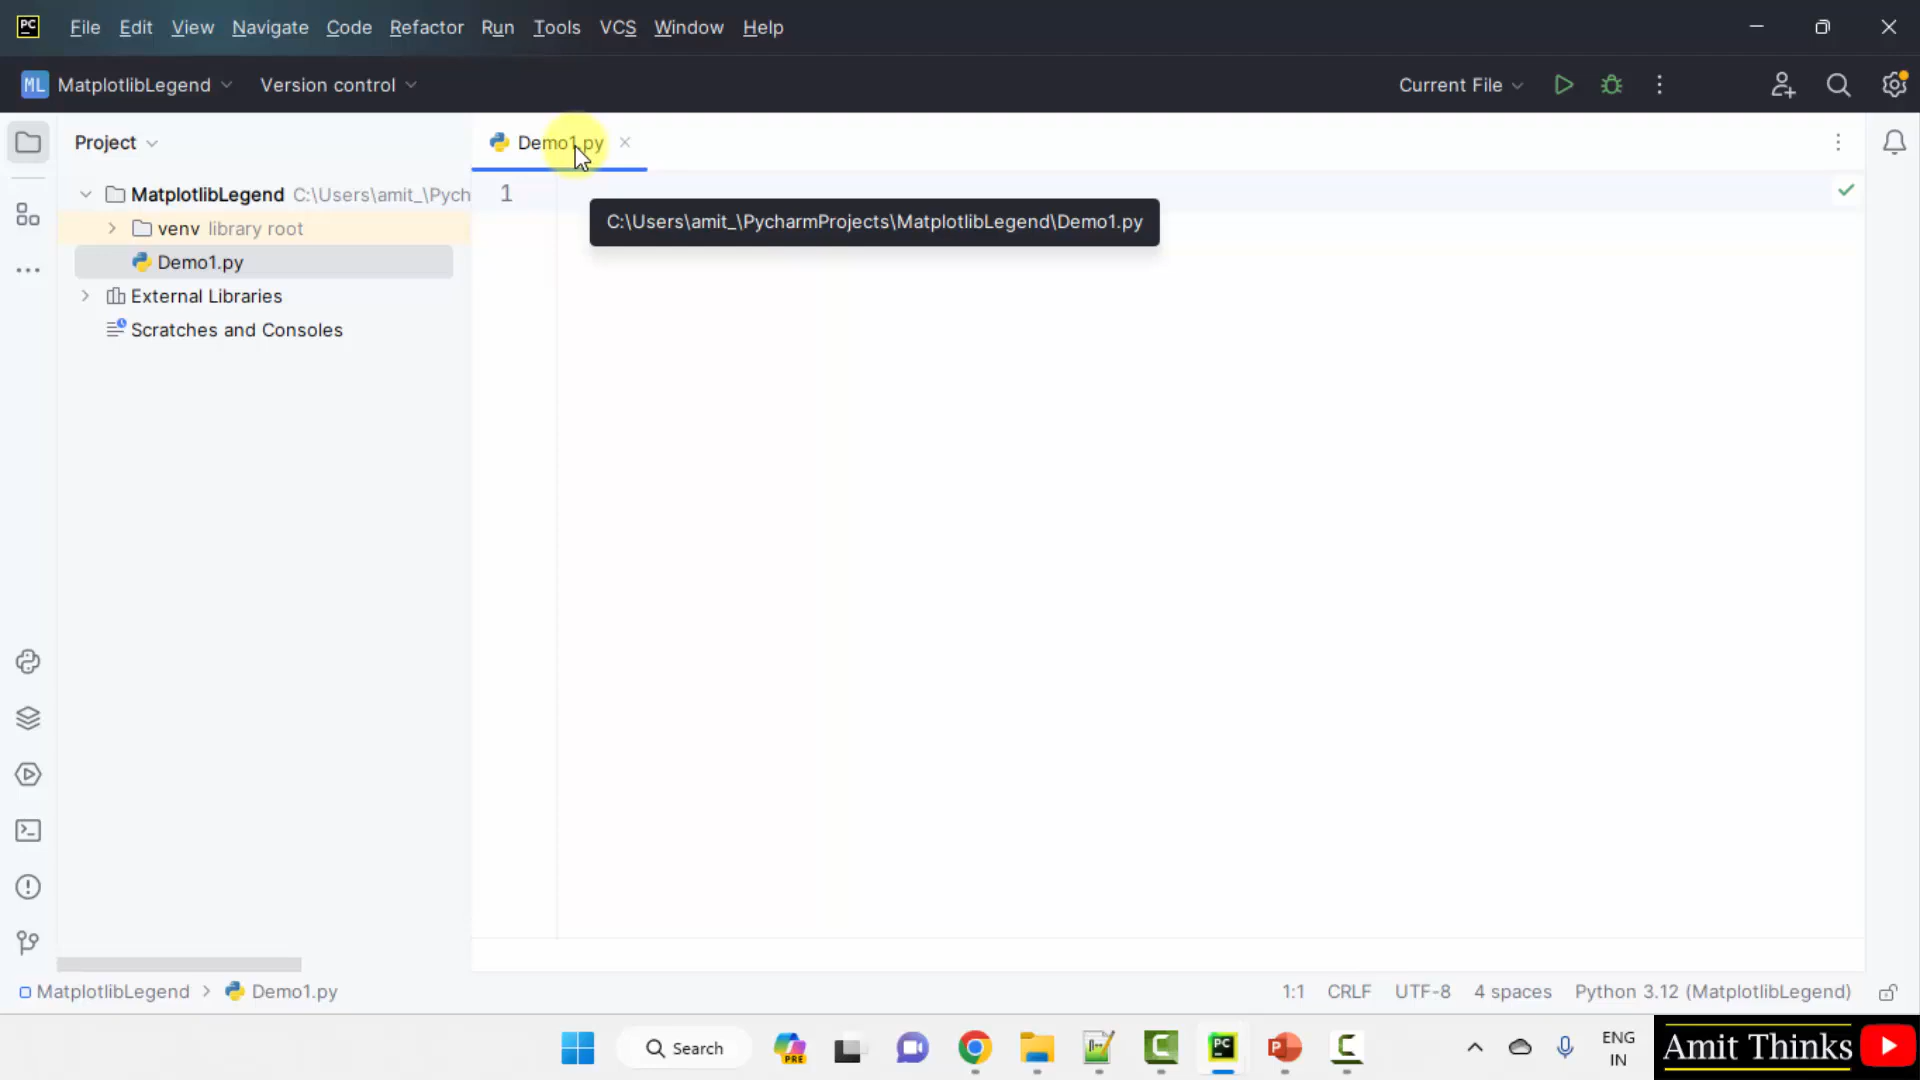 PC File Edit View Navigate Code Refactor Run Tools VCS Window Help
ML MatplotlibLegend Version control Current File
Project
Demo1.py
MatplotlibLegend C:\Users\amit_\Pych
1
C:\Users\amit_\PycharmProjects\MatplotlibLegend\Demo1.py
venv library root
Demo1.py
External Libraries
Scratches and Consoles
MatplotlibLegend > Demo1.py 1:1 CRLF UTF-8 4 spaces Python 3.12 (MatplotlibLegend)
Search
PRE
PC
P
ENG
IN
Amit Thinks